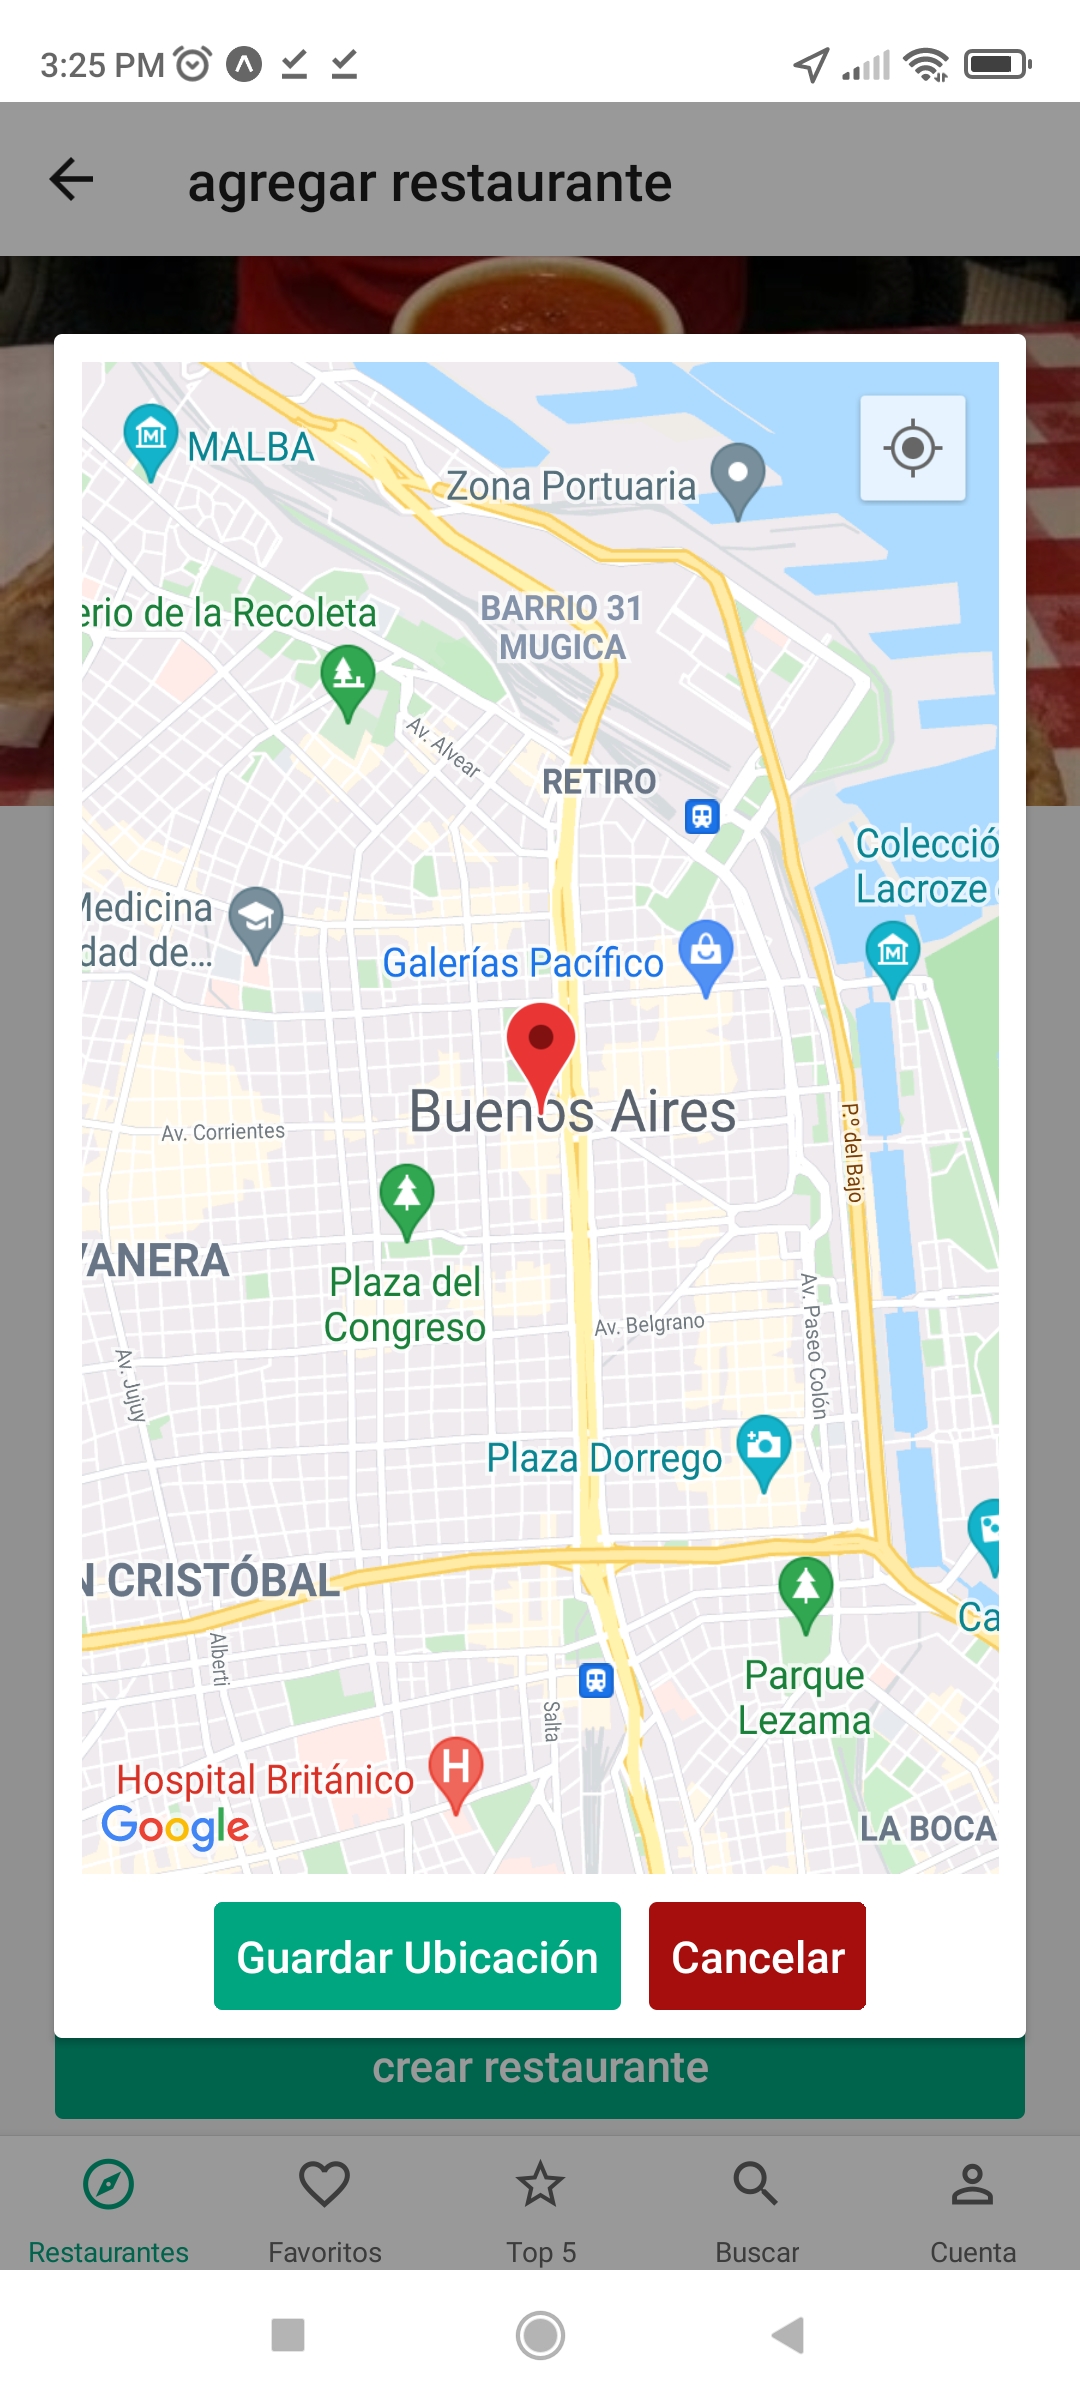 3:25 PM
agregar restaurante
MALBA
Zona Portuaria
erio de la Recoleta
BARRIO 31
MUGICA
Av. Alvear
RETIRO
Colecció
Lacroze
Medicina
dad de...
Galerías Pacífico
Buenos Aires
Av. Corrientes
P.º del Bajo
VANERA
Plaza del
Congreso
Av. Belgrano
Av. Paseo Colón
Av. Jujuy
Plaza Dorrego
N CRISTÓBAL
Ca
Alberti
Parque
Lezama
Salta
Hospital Británico
H
Google
LA BOCA
Guardar Ubicación
Cancelar
crear restaurante
Restaurantes
Favoritos
Top 5
Buscar
Cuenta